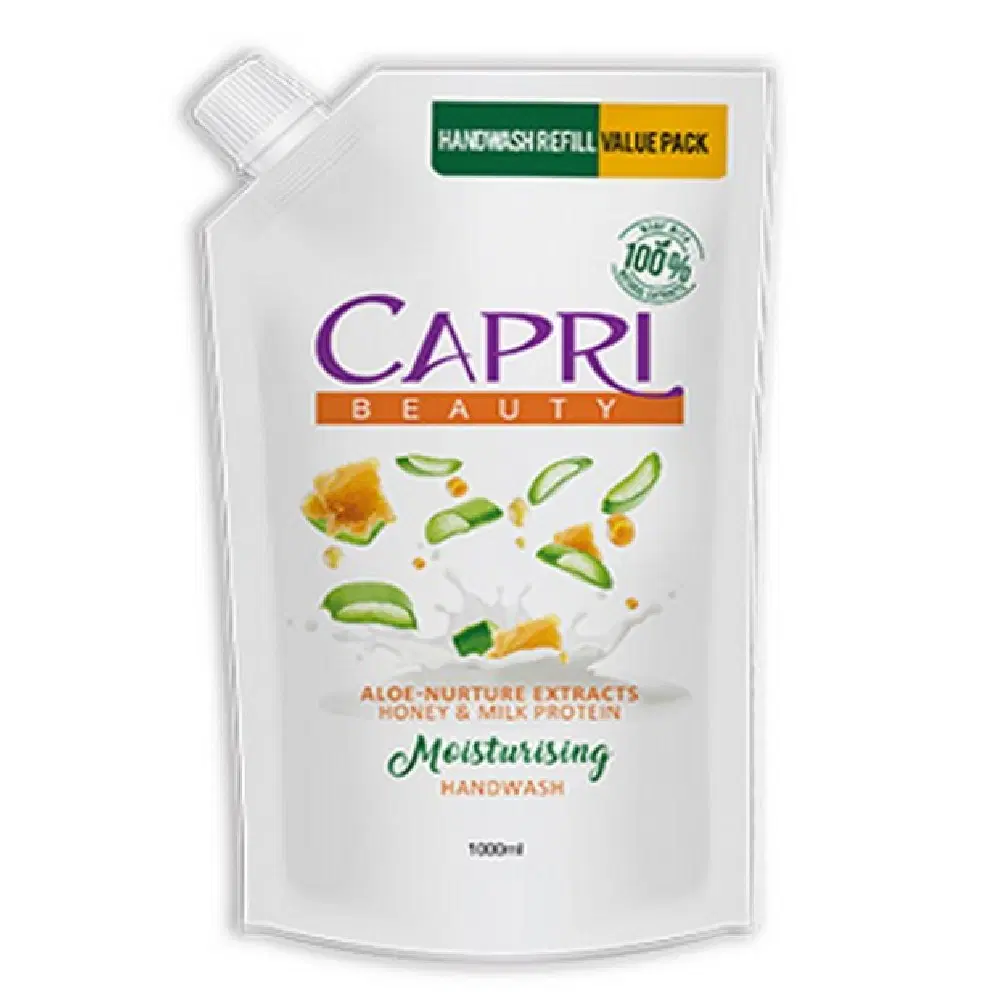 HANDWASH REFILL VALUE PACK
100%
CAPRI
BEAUTY
ALOE-NURTURE EXTRACTS
HONEY & MILK PROTEIN
Moisturising
HANDWASH
1000ml